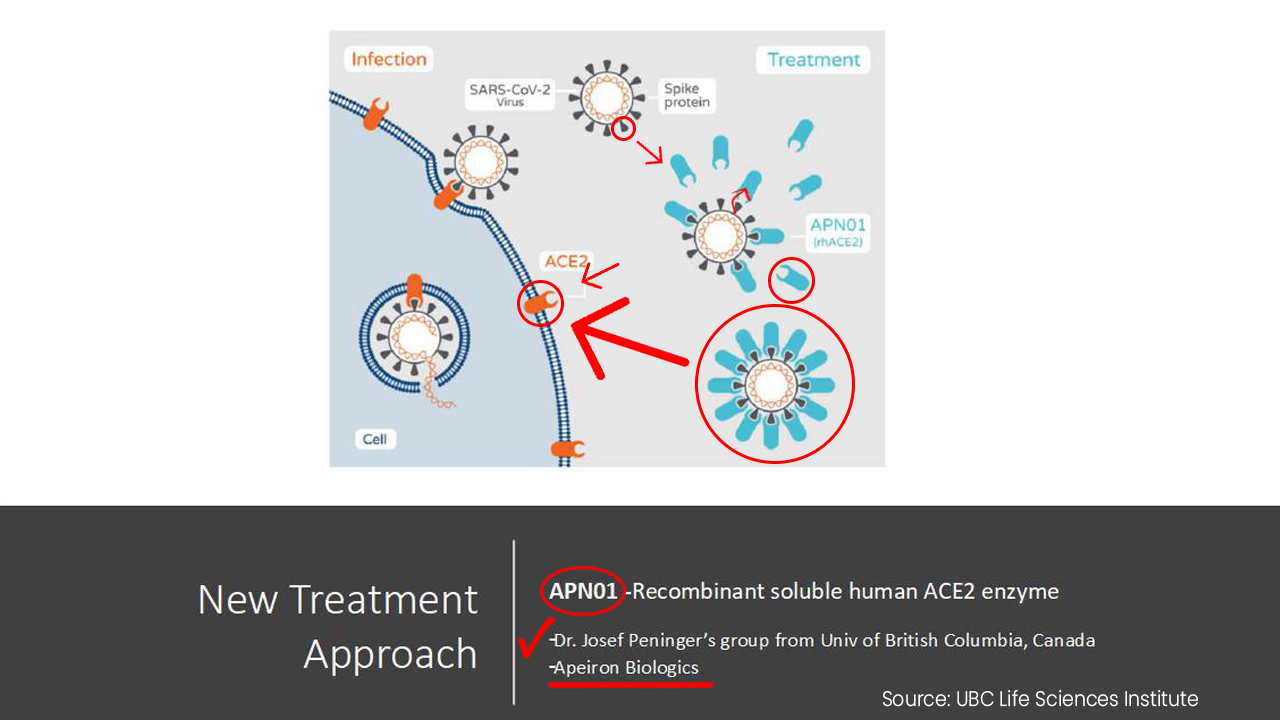 Infection
Treatment
SARS-CoV-2
Virus
Spike
protein
APN01
(rhACE2)
ACE2
Cell
New Treatment
Approach
APN01 -Recombinant soluble human ACE2 enzyme
-Dr. Josef Peninger’s group from Univ of British Columbia, Canada
-Apeiron Biologics
Source: UBC Life Sciences Institute